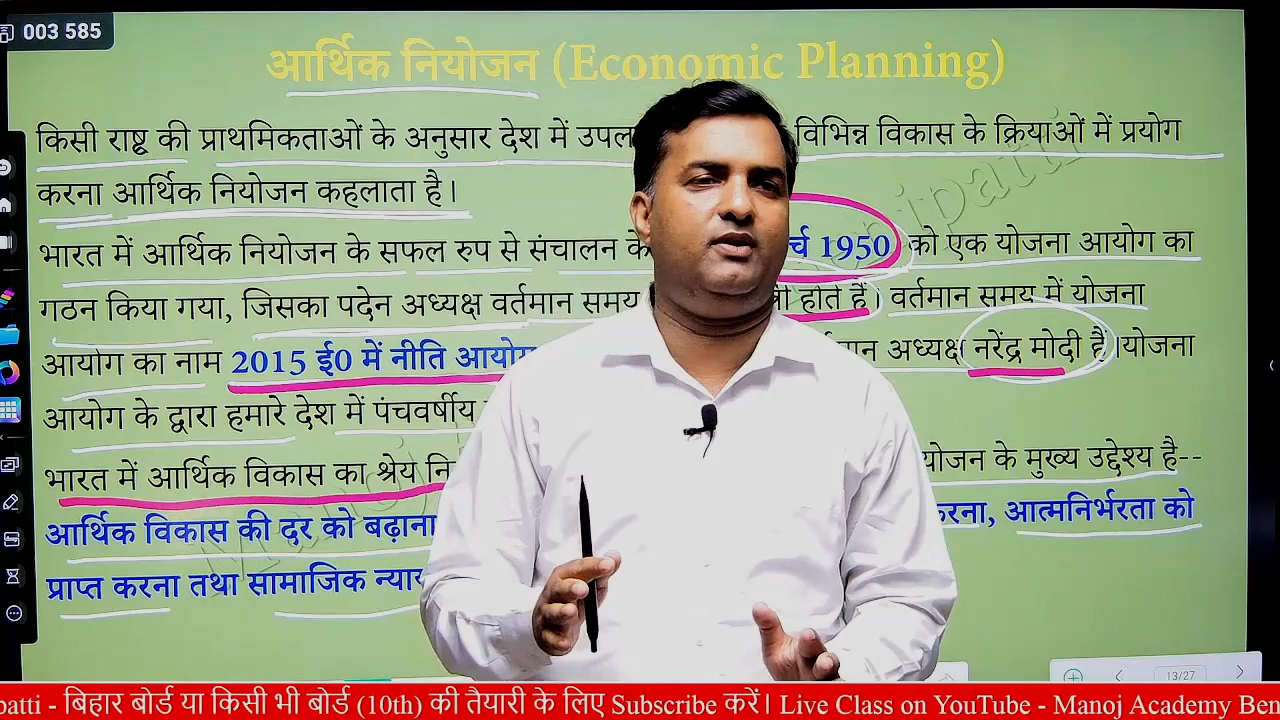 003 585
आर्थिक नियोजन (Economic Planning)
किसी राष्ट्र की प्राथमिकताओं के अनुसार देश में उपल विभिन्न विकास के क्रियाओं में प्रयोग
करना आर्थिक नियोजन कहलाता है।
भारत में आर्थिक नियोजन के सफल रुप से संचालन के र्च 1950 को एक योजना आयोग का
गठन किया गया, जिसका पदेन अध्यक्ष वर्तमान समय होते हैं। वर्तमान समय में योजना
आयोग का नाम 2015 ई0 में नीति आयोग मान अध्यक्ष नरेंद्र मोदी हैं।योजना
आयोग के द्वारा हमारे देश में पंचवर्षीय
भारत में आर्थिक विकास का श्रेय नि योजन के मुख्य उद्देश्य है--
आर्थिक विकास की दर को बढ़ाना करना, आत्मनिर्भरता को
प्राप्त करना तथा सामाजिक न्याय
13/27
patti - बिहार बोर्ड या किसी भी बोर्ड (10th) की तैयारी के लिए Subscribe करें। Live Class on YouTube - Manoj Academy Ben